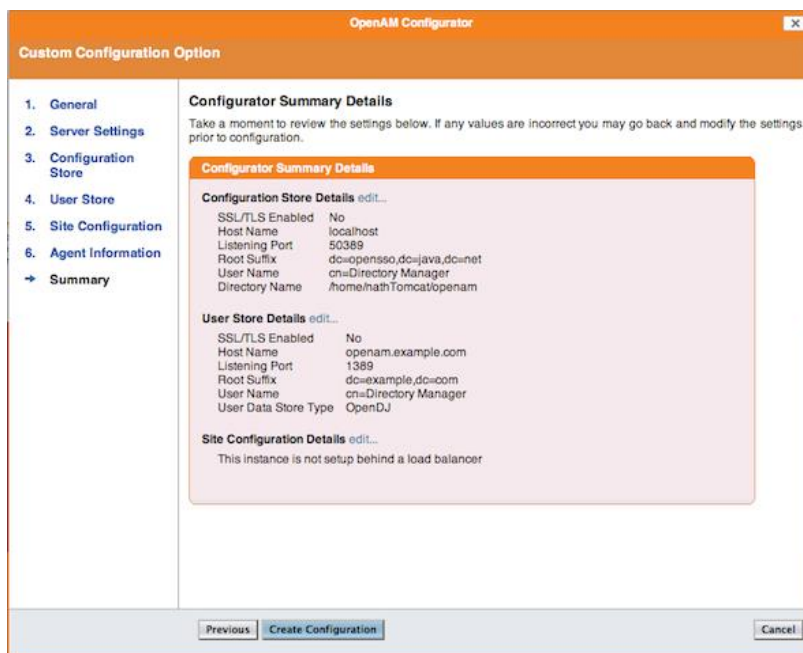 OpenAM Configurator
Custom Configuration Option
1. General
2. Server Settings
3. Configuration
Store
4. User Store
5. Site Configuration
6. Agent Information
Summary
Configurator Summary Details
Take a moment to review the settings below. If any values are incorrect you may go back and modify the settings
prior to configuration.
Configurator Summary Details
Configuration Store Details edit...
SSL/TLS Enabled No
Host Name localhost
Listening Port 50389
Root Suffix dc=opensso,dc=java,dc=net
User Name cn=Directory Manager
Directory Name /home/nathTomcat/openam
User Store Details edit...
SSL/TLS Enabled No
Host Name openam.example.com
Listening Port 1389
Root Suffix dc=example,dc=com
User Name cn=Directory Manager
User Data Store Type OpenDJ
Site Configuration Details edit...
This instance is not setup behind a load balancer
Previous Create Configuration Cancel